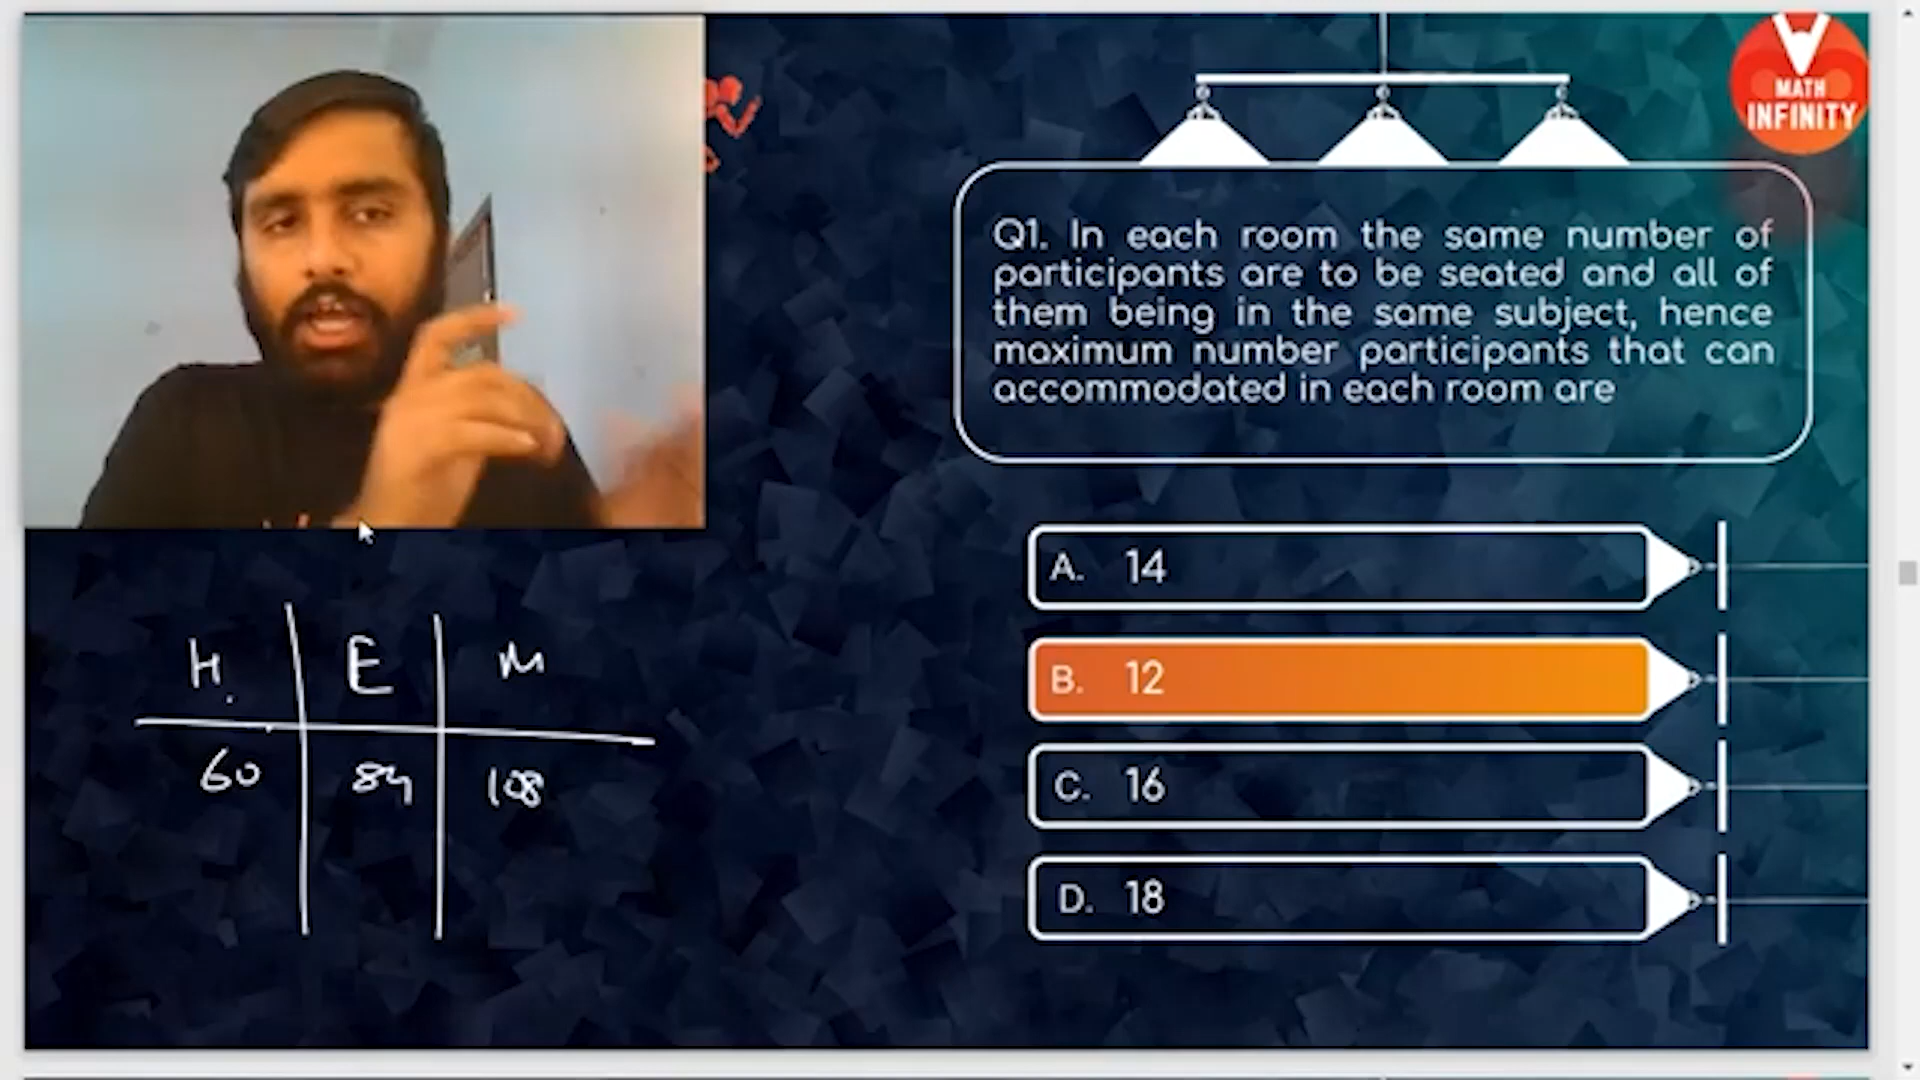 MATH
INFINITY
Q1. In each room the same number of
participants are to be seated and all of
them being in the same subject, hence
maximum number participants that can
accommodated in each room are
A. 14
B. 12
C. 16
D. 18
H. E M
60 84 108